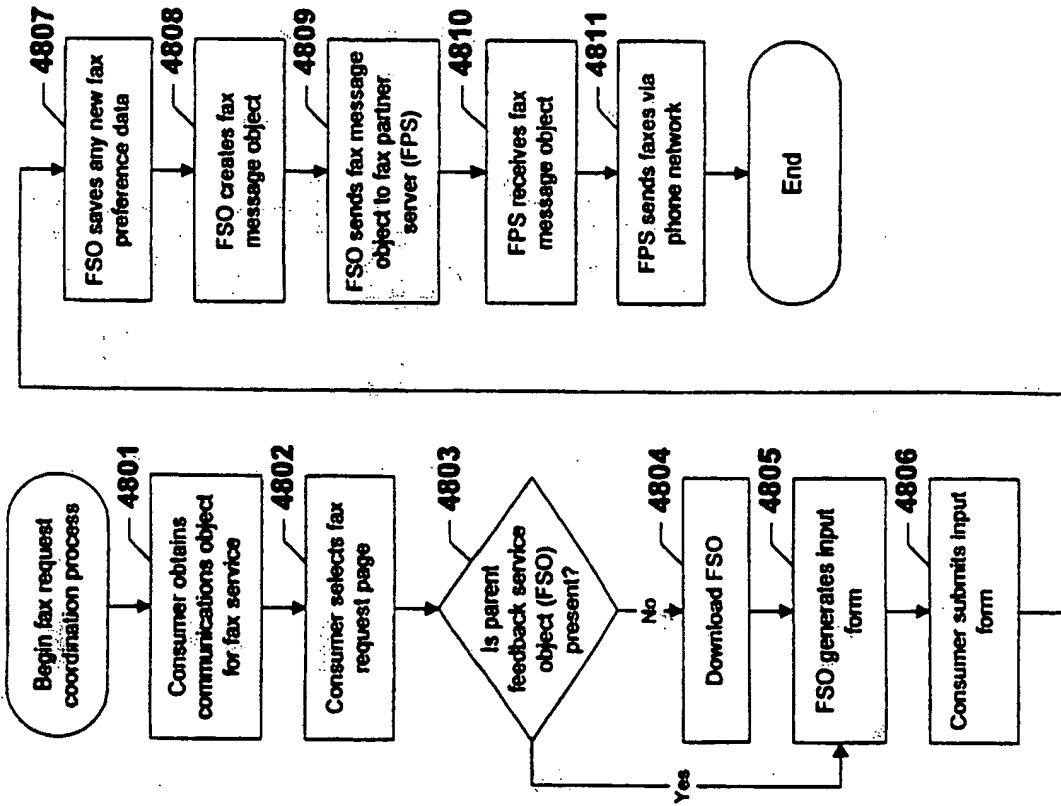 Begin fax request
coordination process
4801
Consumer obtains
communications object
for fax service
4802
Consumer selects fax
request page
4803
Is parent
feedback service
object (FSO)
present?
No
Yes
4804
Download FSO
4805
FSO generates input
form
4806
Consumer submits input
form
4807
FSO saves any new fax
preference data
4808
FSO creates fax
message object
4809
FSO sends fax message
object to fax partner
server (FPS)
4810
FPS receives fax
message object
4811
FPS sends faxes via
phone network
End